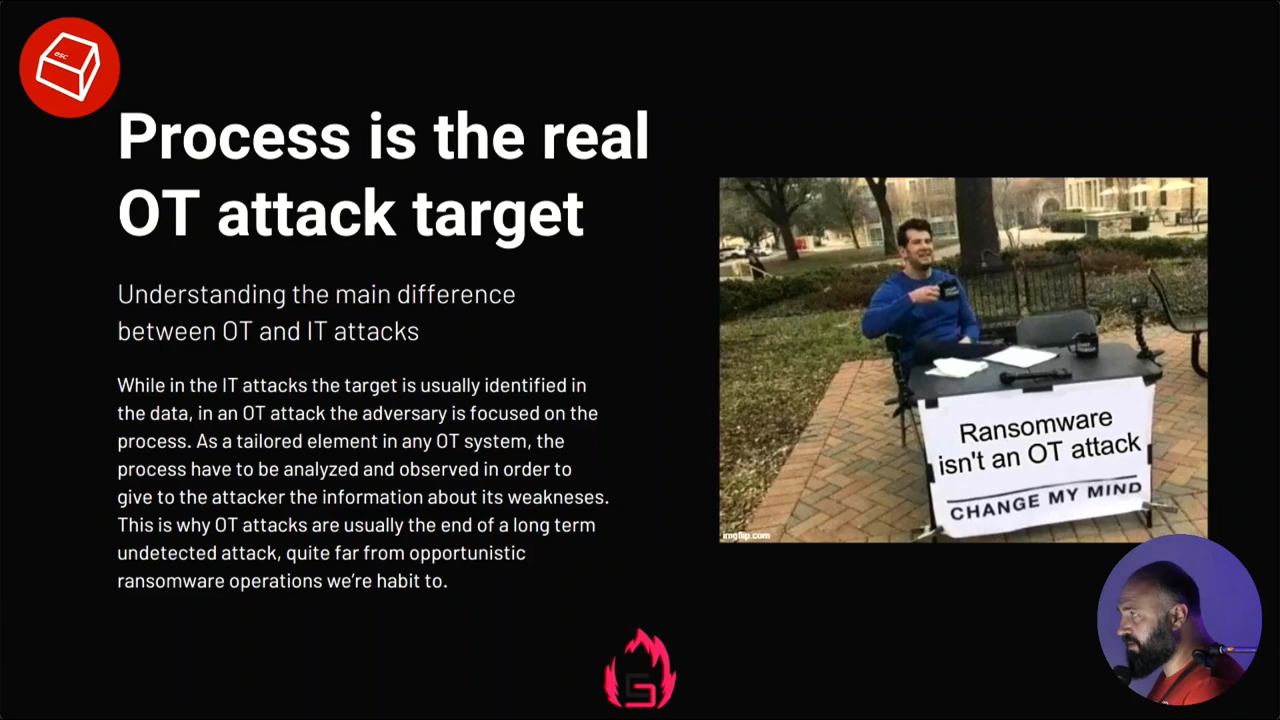 esc
Process is the real
OT attack target
Understanding the main difference
between OT and IT attacks
While in the IT attacks the target is usually identified in
the data, in an OT attack the adversary is focused on the
process. As a tailored element in any OT system, the
process have to be analyzed and observed in order to
give to the attacker the information about its weakneses.
This is why OT attacks are usually the end of a long term
undetected attack, quite far from opportunistic
ransomware operations we’re habit to.
Ransomware
isn't an OT attack
CHANGE MY MIND
imgflip.com